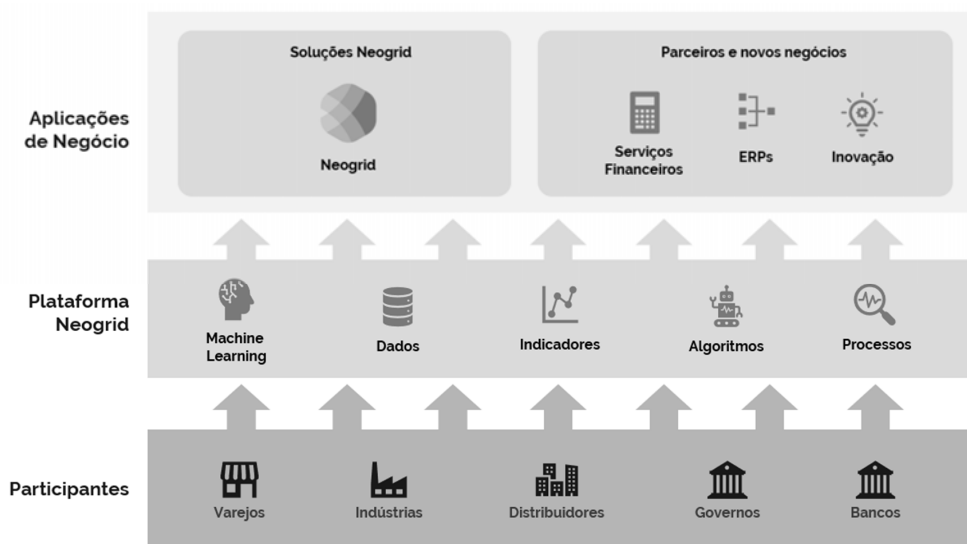 Soluções Neogrid
Parceiros e novos negócios
Aplicações
de Negócio
Neogrid
Serviços
Financeiros
ERPs
Inovação
Plataforma
Neogrid
Machine
Learning
Dados
Indicadores
Algoritmos
Processos
Participantes
Varejos
Indústrias
Distribuidores
Governos
Bancos